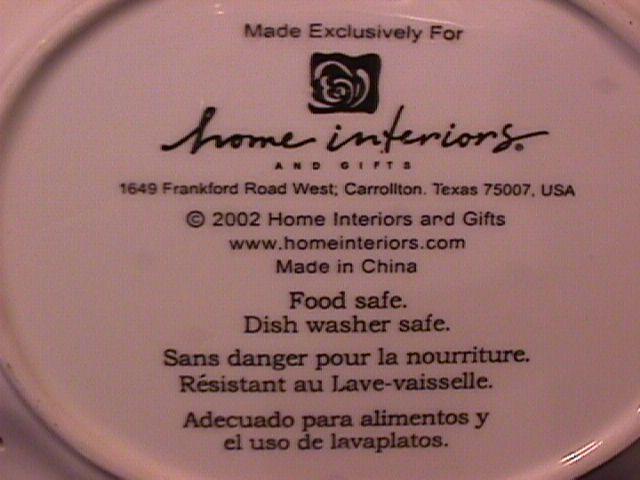 Made Exclusively For
home interiors®
AND GIFTS
1649 Frankford Road West; Carrollton. Texas 75007, USA
© 2002 Home Interiors and Gifts
www.homeinteriors.com
Made in China
Food safe.
Dish washer safe.
Sans danger pour la nourriture.
Résistant au Lave-vaisselle.
Adecuado para alimentos y
el uso de lavaplatos.